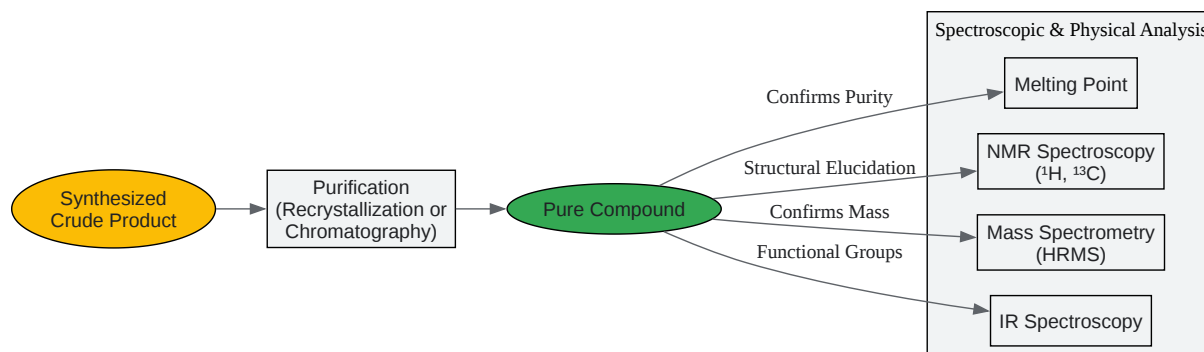 Synthesized
Crude Product
Purification
(Recrystallization or
Chromatography)
Pure Compound
Confirms Purity
Structural Elucidation
Confirms Mass
Functional Groups
Spectroscopic & Physical Analysis
Melting Point
NMR Spectroscopy
(¹H, ¹³C)
Mass Spectrometry
(HRMS)
IR Spectroscopy